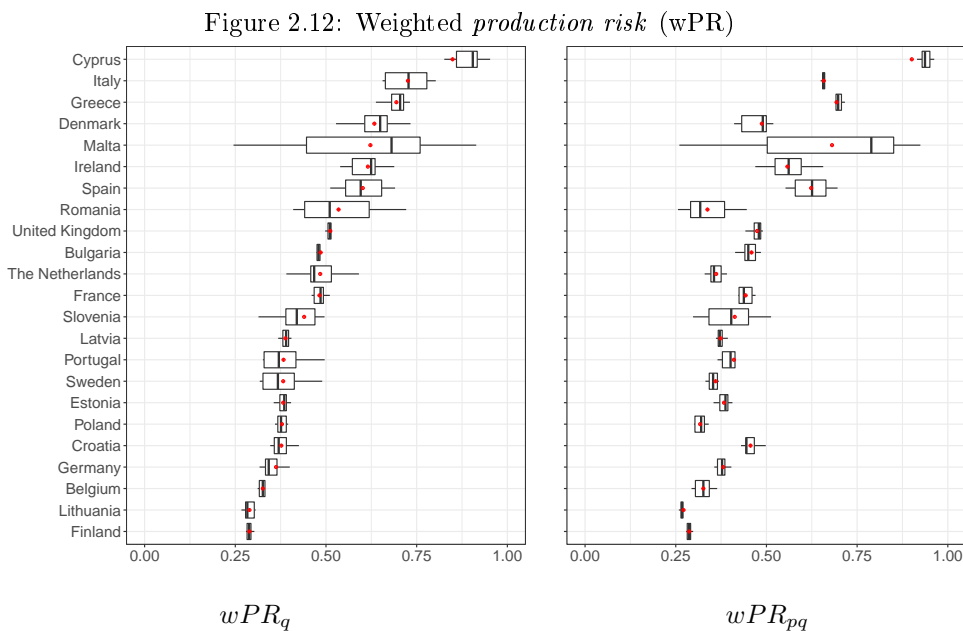 Figure 2.12: Weighted production risk (wPR)
Cyprus
Italy
Greece
Denmark
Malta
Ireland
Spain
Romania
United Kingdom
Bulgaria
The Netherlands
France
Slovenia
Latvia
Portugal
Sweden
Estonia
Poland
Croatia
Germany
Belgium
Lithuania
Finland
0.00 0.25 0.50 0.75 1.00 0.00 0.25 0.50 0.75 1.00
wPR_q wPR_pq